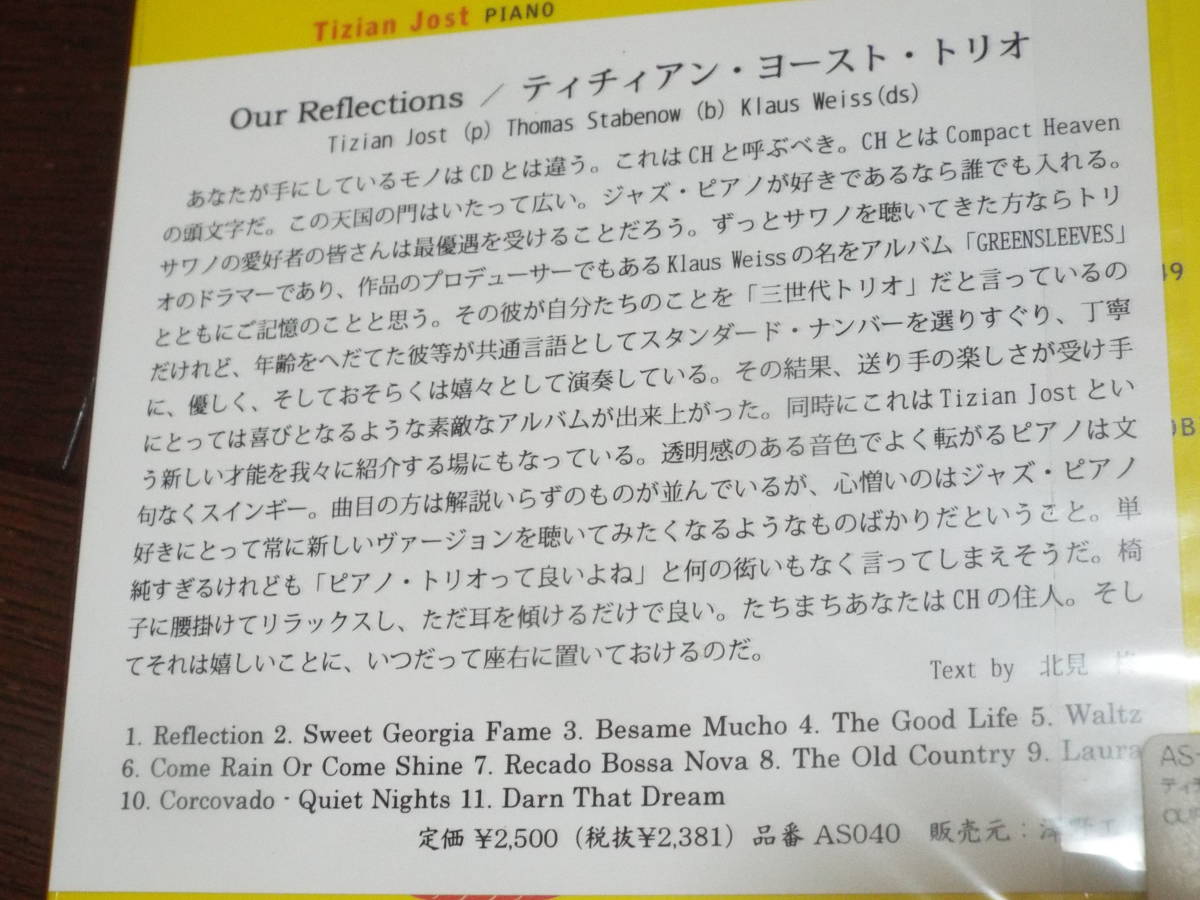 Tizian Jost PIANO
Our Reflections / ティチィアン・ヨースト・トリオ
Tizian Jost (p) Thomas Stabenow (b) Klaus Weiss(ds)
あなたが手にしているモノはCDとは違う。これはCHと呼ぶべき。CHとはCompact Heaven
の頭文字だ。この天国の門はいたって広い。ジャズ・ピアノが好きであるなら誰でも入れる。
サワノの愛好者の皆さんは最優遇を受けることだろう。ずっとサワノを聴いてきた方ならトリ
オのドラマーであり、作品のプロデューサーでもあるKlaus Weissの名をアルバム「GREENSLEEVES」
とともにご記憶のことと思う。その彼が自分たちのことを「三世代トリオ」だと言っているの
だけれど、年齢をへだてた彼等が共通言語としてスタンダード・ナンバーを選りすぐり、丁寧
に、優しく、そしておそらくは嬉々として演奏している。その結果、送り手の楽しさが受け手
にとっては喜びとなるような素敵なアルバムが出来上がった。同時にこれはTizian Jostとい
う新しい才能を我々に紹介する場にもなっている。透明感のある音色でよく転がるピアノは文
句なくスインギー。曲目の方は解説いらずのものが並んでいるが、心憎いのはジャズ・ピアノ
好きにとって常に新しいヴァージョンを聴いてみたくなるようなものばかりだということ。単
純すぎるけれども「ピアノ・トリオって良いよね」と何の衒いもなく言ってしまえそうだ。椅
子に腰掛けてリラックスし、ただ耳を傾けるだけで良い。たちまちあなたはCHの住人。そし
てそれは嬉しいことに、いつだって座右に置いておけるのだ。
Text by 北見
1. Reflection 2. Sweet Georgia Fame 3. Besame Mucho 4. The Good Life 5. Waltz
6. Come Rain Or Come Shine 7. Recado Bossa Nova 8. The Old Country 9. Laura
10. Corcovado · Quiet Nights 11. Darn That Dream
定価 ¥2,500（税抜¥2,381）品番 AS040 販売元：澤野工
49
OB
AS-
ティチ
OUR